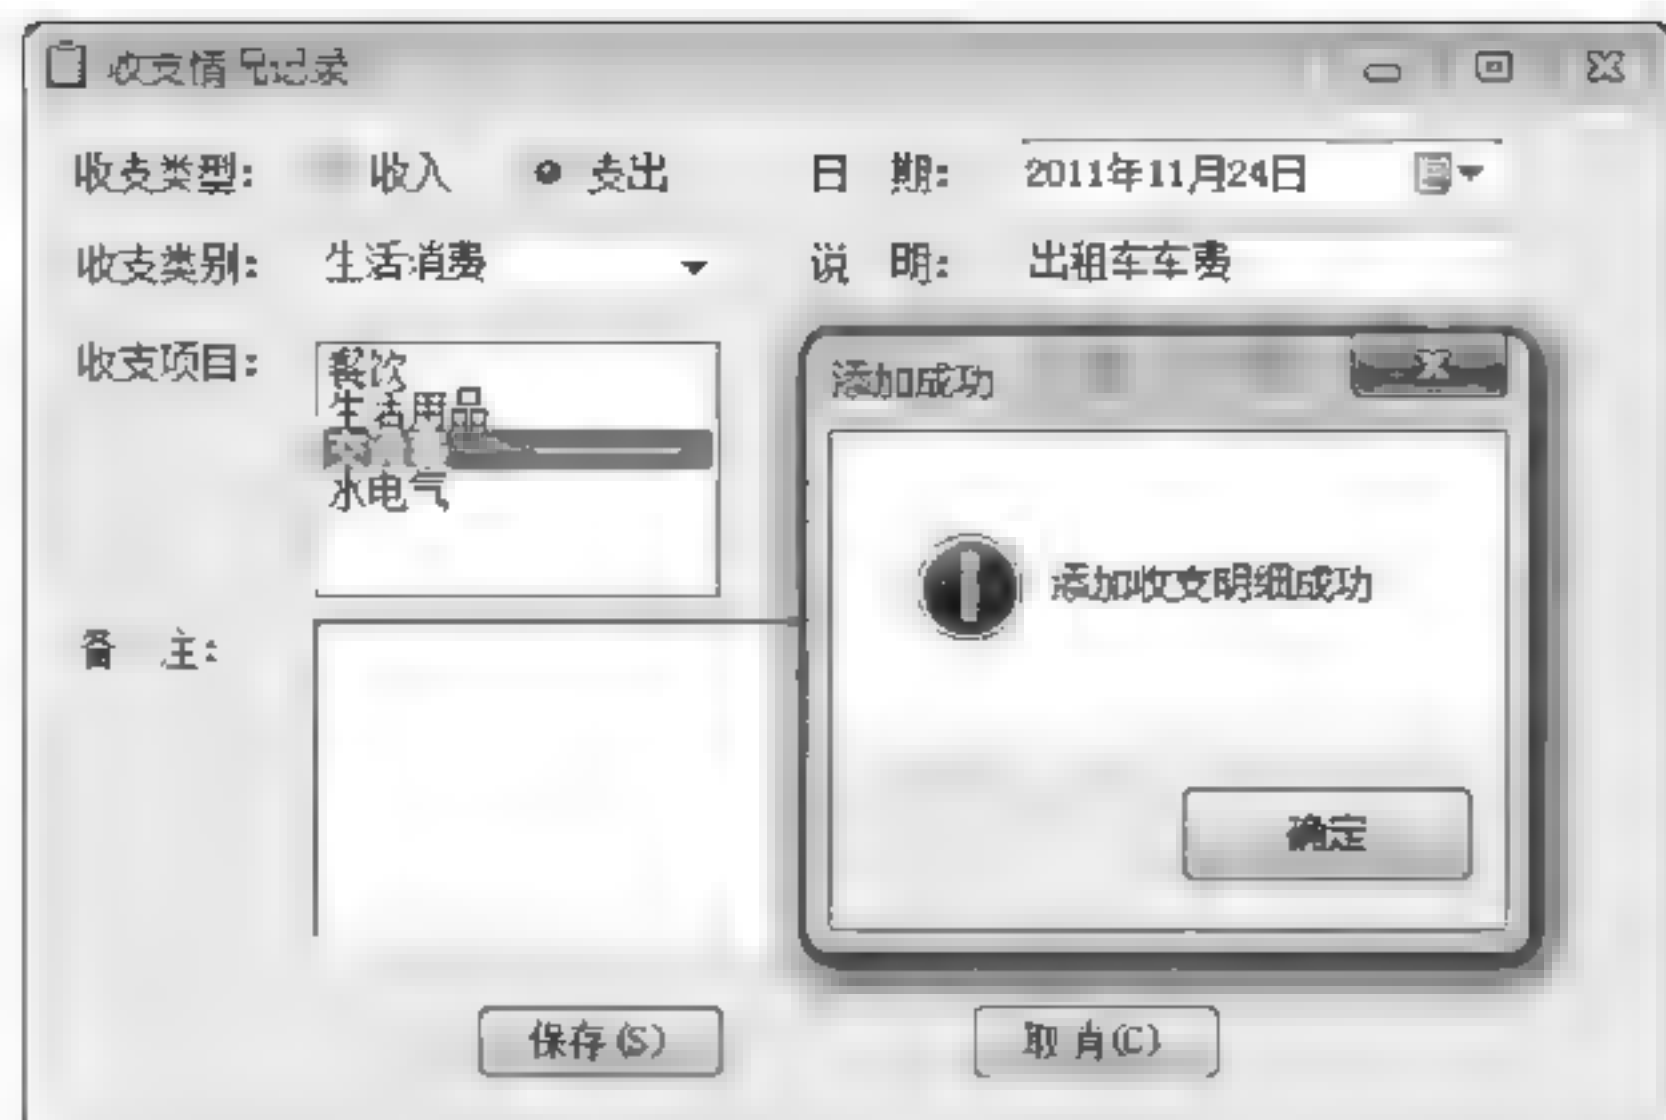 收支情况记录
收支类型： 收入 支出 日 期： 2011年11月24日
收支类别： 生活消费 说 明： 出租车车费
收支项目： 餐饮
生活用品
水电气
备 注：
添加成功
添加收支明细成功
确定
保存(S) 取消(C)